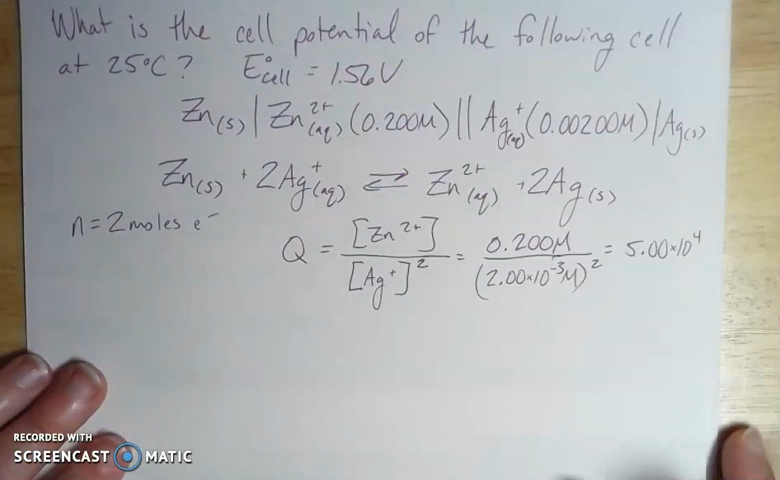 What is the cell potential of the following cell
at 25°C? E°cell = 1.56V
Zn(s) | Zn²⁺(aq) (0.200M) || Ag⁺(aq) (0.00200M) | Ag(s)
Zn(s) + 2Ag⁺(aq) ⇌ Zn²⁺(aq) + 2Ag(s)
n = 2 moles e⁻
Q = [Zn²⁺] / [Ag⁺]² = 0.200M / (2.00×10⁻³M)² = 5.00×10⁴
RECORDED WITH
SCREENCAST MATIC